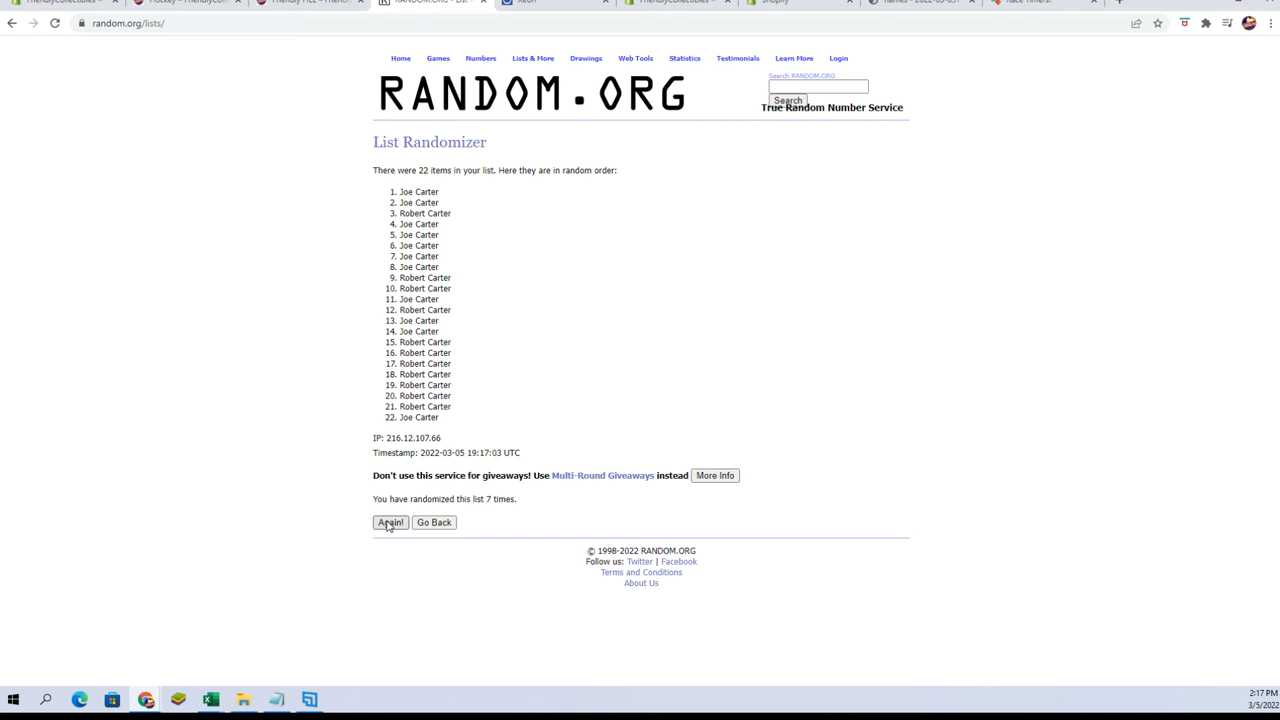 random.org/lists/
Home Games Numbers Lists & More Drawings Web Tools Statistics Testimonials Learn More Login
RANDOM.ORG
Search RANDOM.ORG
Search
True Random Number Service
List Randomizer
There were 22 items in your list. Here they are in random order:
1. Joe Carter
2. Joe Carter
3. Robert Carter
4. Joe Carter
5. Joe Carter
6. Joe Carter
7. Joe Carter
8. Joe Carter
9. Robert Carter
10. Robert Carter
11. Joe Carter
12. Robert Carter
13. Joe Carter
14. Joe Carter
15. Robert Carter
16. Robert Carter
17. Robert Carter
18. Robert Carter
19. Robert Carter
20. Robert Carter
21. Robert Carter
22. Joe Carter
IP: 216.12.107.66
Timestamp: 2022-03-05 19:17:03 UTC
Don't use this service for giveaways! Use Multi-Round Giveaways instead More Info
You have randomized this list 7 times.
Again! Go Back
© 1998-2022 RANDOM.ORG
Follow us: Twitter | Facebook
Terms and Conditions
About Us
2:17 PM
3/5/2022